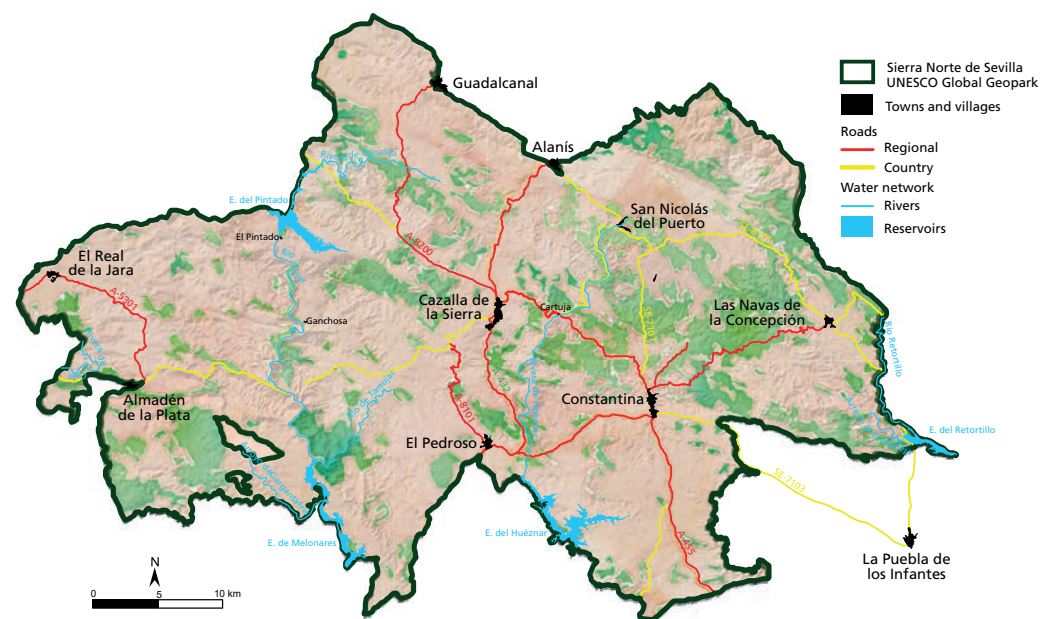 Guadalcanal
Alanís
San Nicolás
del Puerto
E. del Pintado
El Pintado
El Real
de la Jara
A-5301
A-8200
Cazalla de
la Sierra
Cartuja
Las Navas de
la Concepción
Ganchosa
SE-7101
Río Retortillo
Almadén
de la Plata
Constantina
A-8101
El Pedroso
E. del Retortillo
SE-7103
E. de Melonares
E. del Huéznar
A-455
La Puebla de
los Infantes
N
0 5 10 km
Sierra Norte de Sevilla
UNESCO Global Geopark
Towns and villages
Roads
Regional
Country
Water network
Rivers
Reservoirs